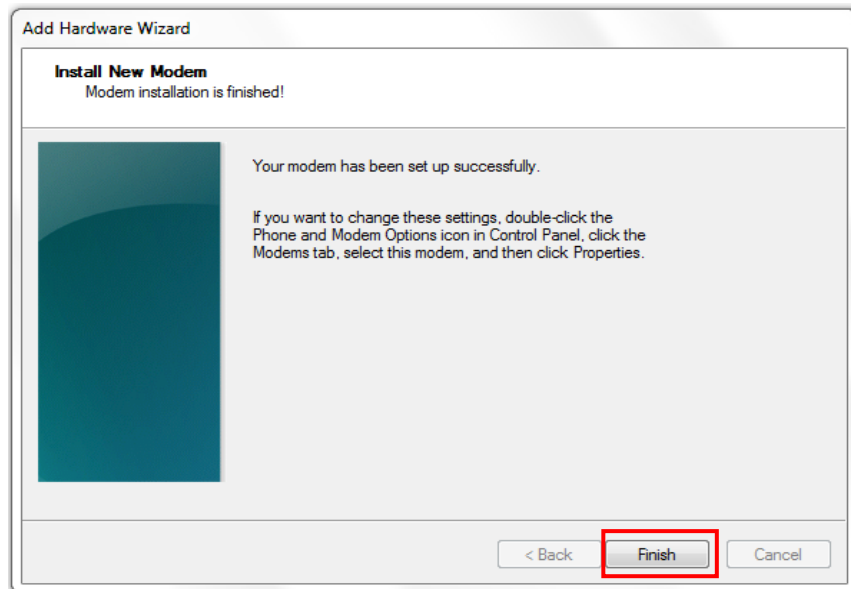 Add Hardware Wizard
Install New Modem
Modem installation is finished!
Your modem has been set up successfully.
If you want to change these settings, double-click the
Phone and Modem Options icon in Control Panel, click the
Modems tab, select this modem, and then click Properties.
< Back Finish Cancel